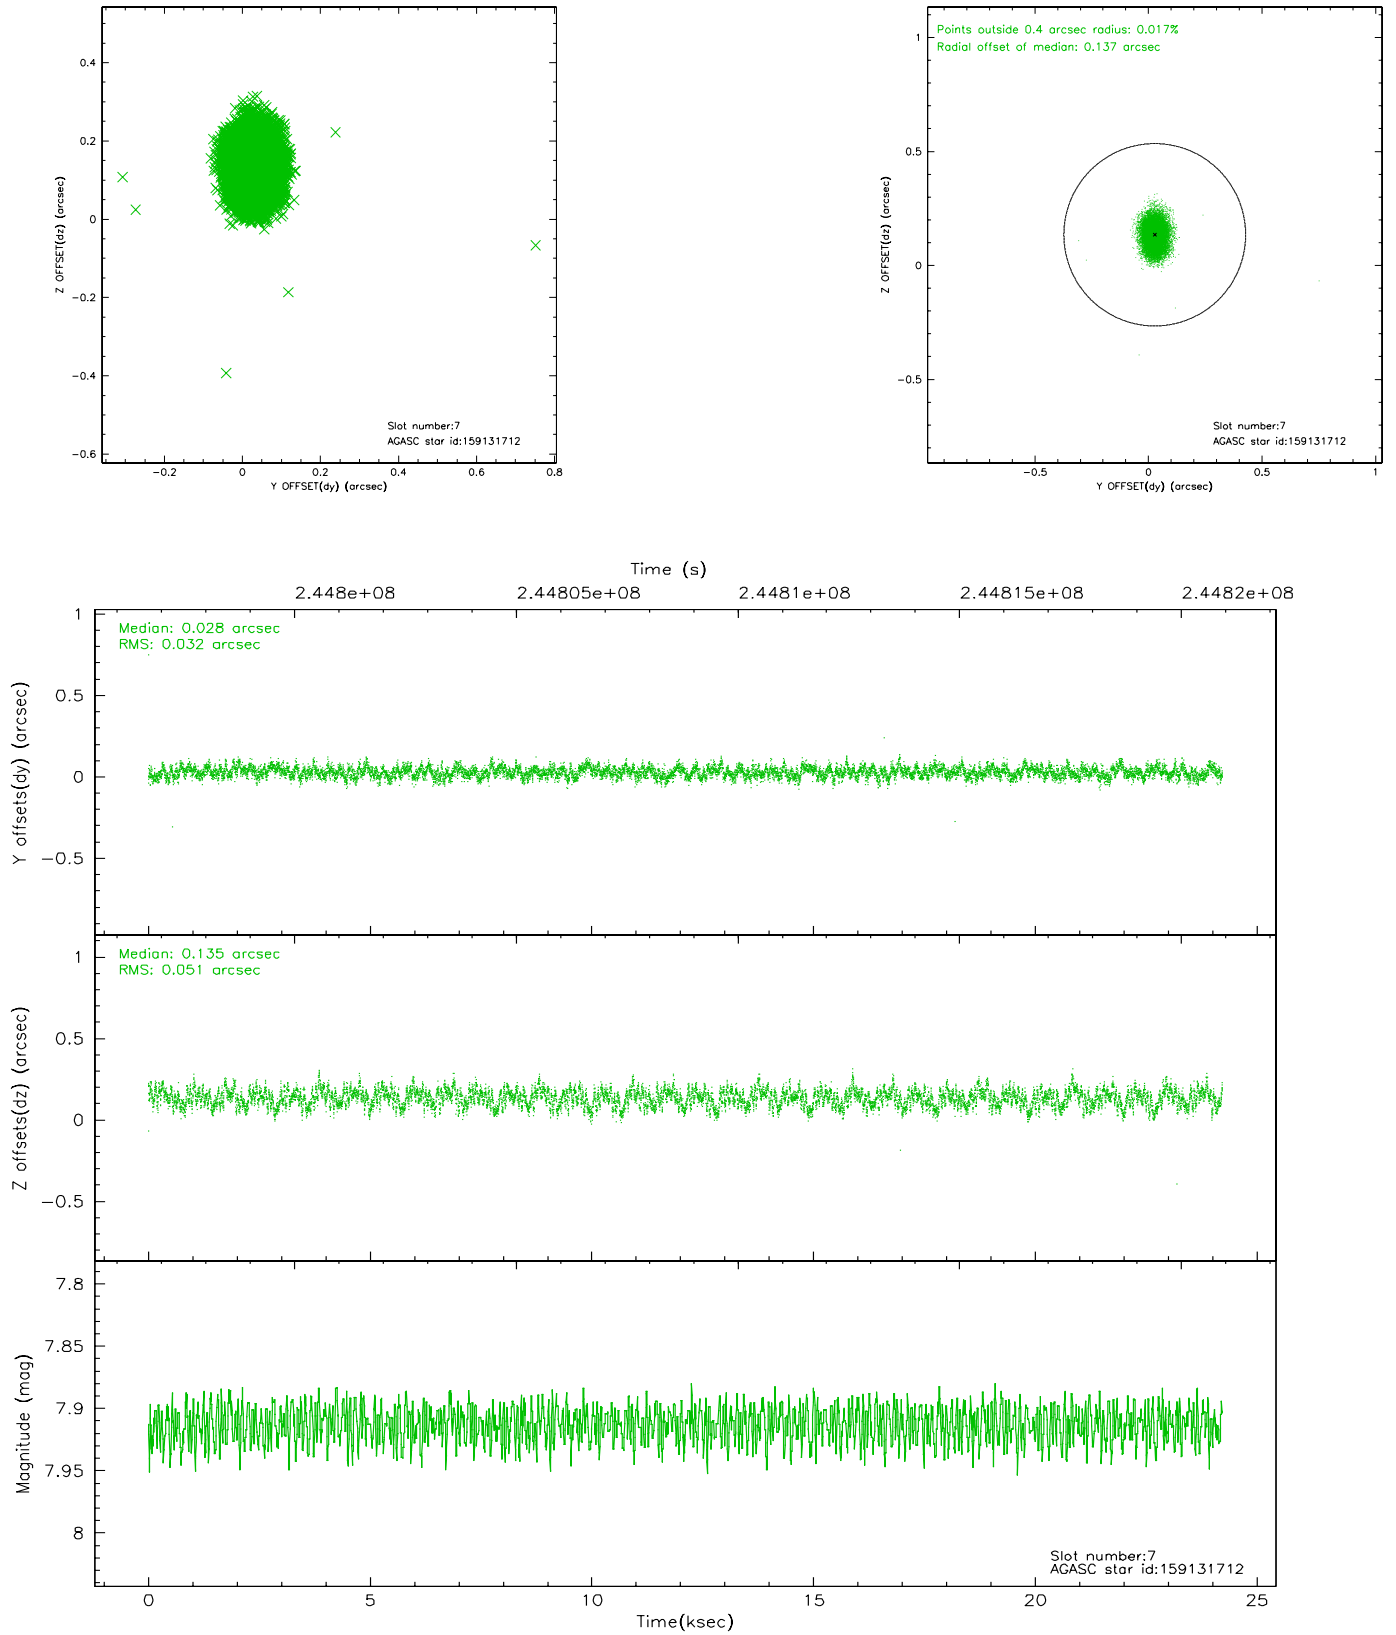 0.4
0.2
0
−0.2
−0.4
−0.6
Z OFFSET(dz) (arcsec)
Slot number:7
AGASC star id:159131712
−0.2
0
0.2
0.4
0.6
0.8
Y OFFSET(dy) (arcsec)
Points outside 0.4 arcsec radius: 0.017%
Radial offset of median: 0.137 arcsec
1
0.5
0
−0.5
Z OFFSET(dz) (arcsec)
Slot number:7
AGASC star id:159131712
−0.5
0
0.5
1
Y OFFSET(dy) (arcsec)
Time (s)
2.448e+08
2.44805e+08
2.4481e+08
2.44815e+08
2.4482e+08
Median: 0.028 arcsec
RMS: 0.032 arcsec
1
0.5
0
−0.5
Y offsets(dy) (arcsec)
Median: 0.135 arcsec
RMS: 0.051 arcsec
1
0.5
0
−0.5
Z offsets(dz) (arcsec)
7.8
7.85
7.9
7.95
8
Magnitude (mag)
Slot number:7
AGASC star id:159131712
0
5
10
15
20
25
Time(ksec)